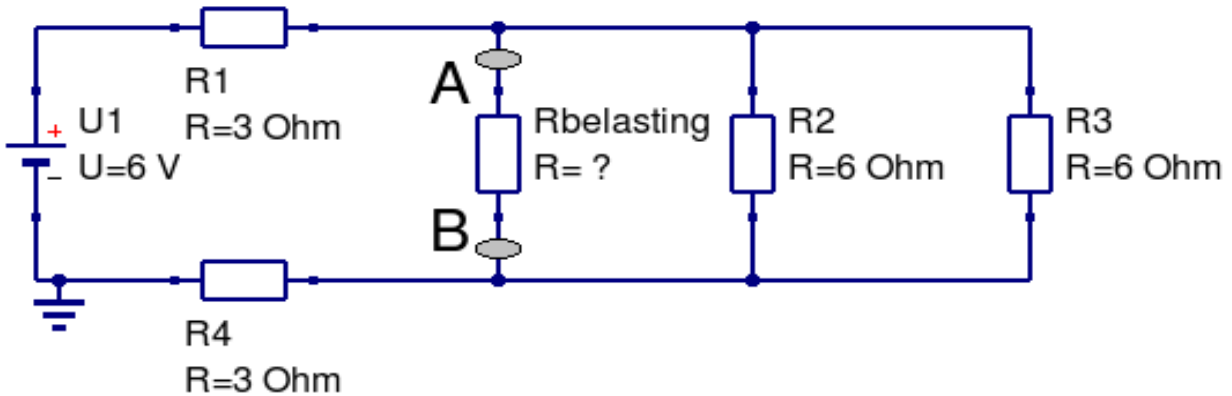 R1
R=3 Ohm
+
U1
U=6 V
−
A
B
Rbelasting
R= ?
R2
R=6 Ohm
R3
R=6 Ohm
R4
R=3 Ohm